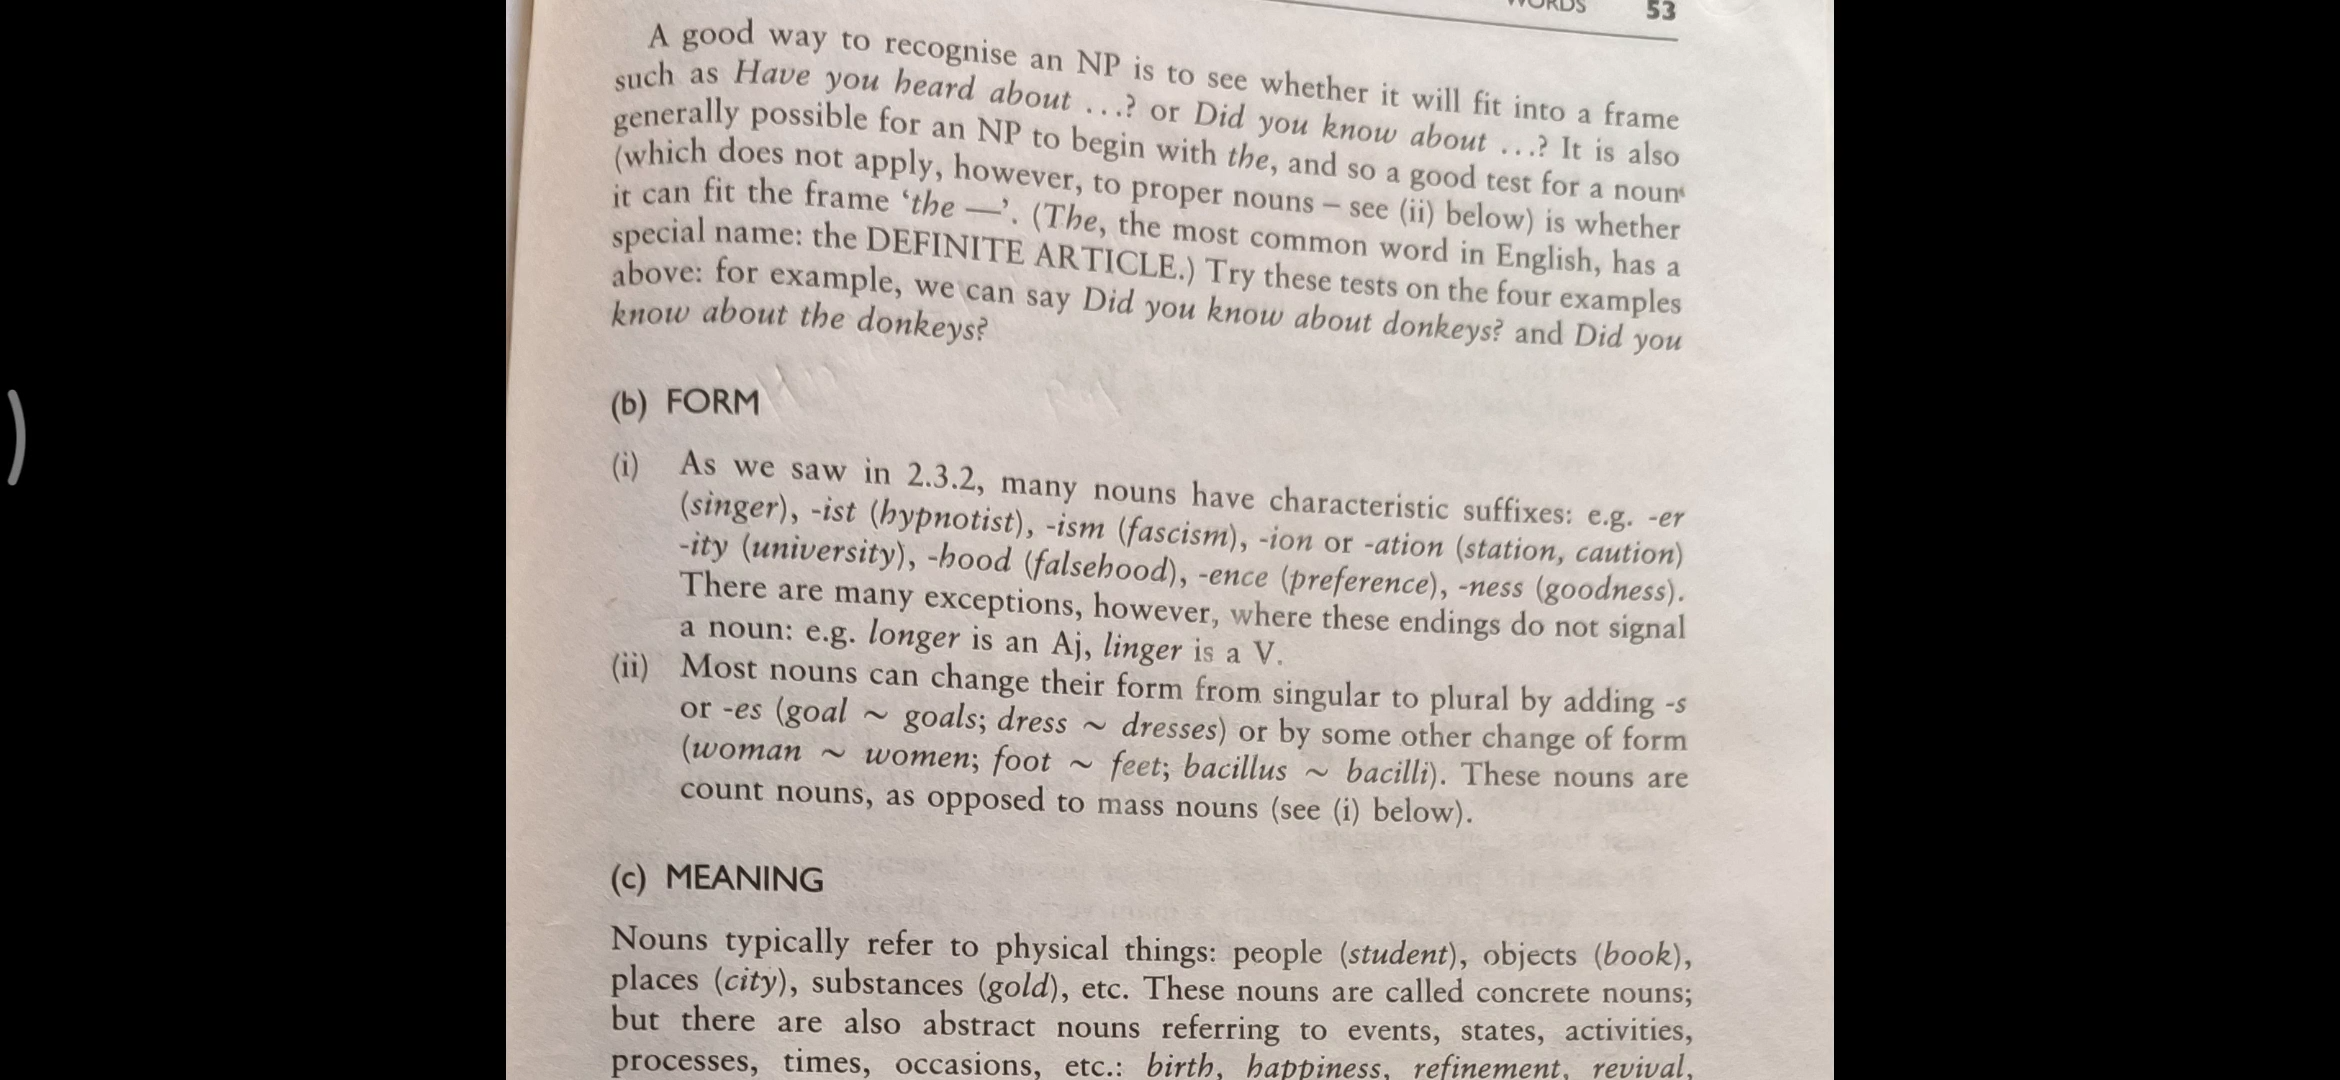 WORDS 53
A good way to recognise an NP is to see whether it will fit into a frame
such as Have you heard about ...? or Did you know about ...? It is also
generally possible for an NP to begin with the, and so a good test for a noun
(which does not apply, however, to proper nouns – see (ii) below) is whether
it can fit the frame ‘the —’. (The, the most common word in English, has a
special name: the DEFINITE ARTICLE.) Try these tests on the four examples
above: for example, we can say Did you know about donkeys? and Did you
know about the donkeys?
(b) FORM
(i) As we saw in 2.3.2, many nouns have characteristic suffixes: e.g. -er
(singer), -ist (hypnotist), -ism (fascism), -ion or -ation (station, caution)
-ity (university), -hood (falsehood), -ence (preference), -ness (goodness).
There are many exceptions, however, where these endings do not signal
a noun: e.g. longer is an Aj, linger is a V.
(ii) Most nouns can change their form from singular to plural by adding -s
or -es (goal ~ goals; dress ~ dresses) or by some other change of form
(woman ~ women; foot ~ feet; bacillus ~ bacilli). These nouns are
count nouns, as opposed to mass nouns (see (i) below).
(c) MEANING
Nouns typically refer to physical things: people (student), objects (book),
places (city), substances (gold), etc. These nouns are called concrete nouns;
but there are also abstract nouns referring to events, states, activities,
processes, times, occasions, etc.: birth, happiness, refinement, revival,